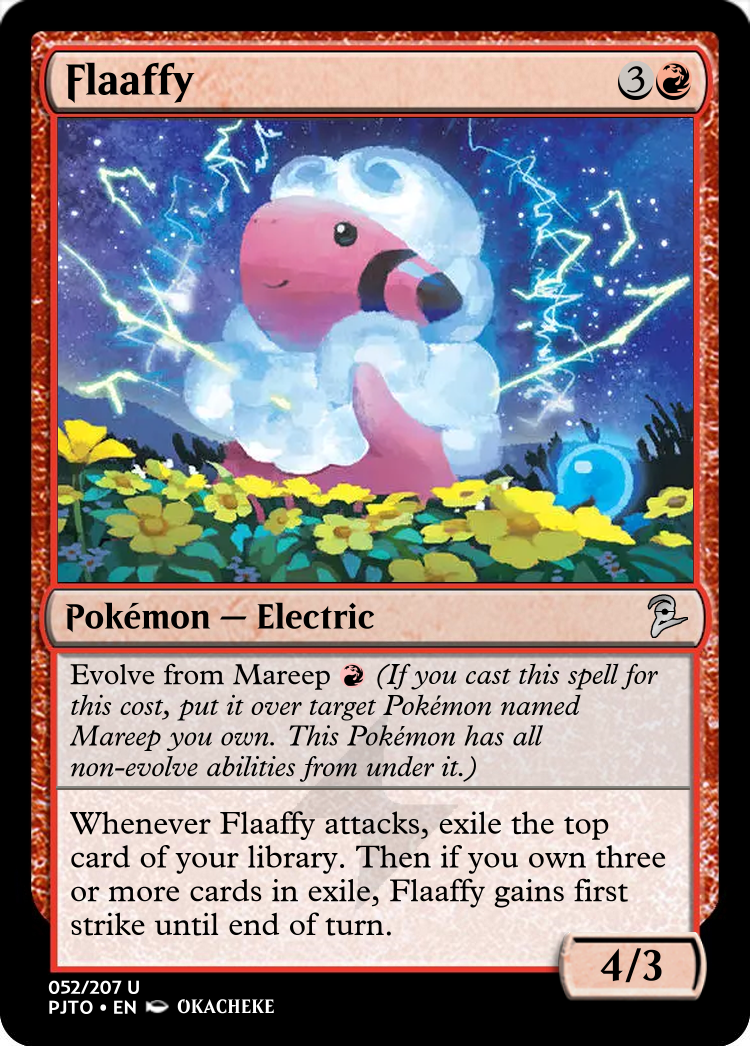 Flaaffy 3
Pokémon — Electric
Evolve from Mareep (If you cast this spell for
this cost, put it over target Pokémon named
Mareep you own. This Pokémon has all
non-evolve abilities from under it.)
Whenever Flaaffy attacks, exile the top
card of your library. Then if you own three
or more cards in exile, Flaaffy gains first
strike until end of turn.
4/3
052/207 U
PJTO • EN OKACHEKE